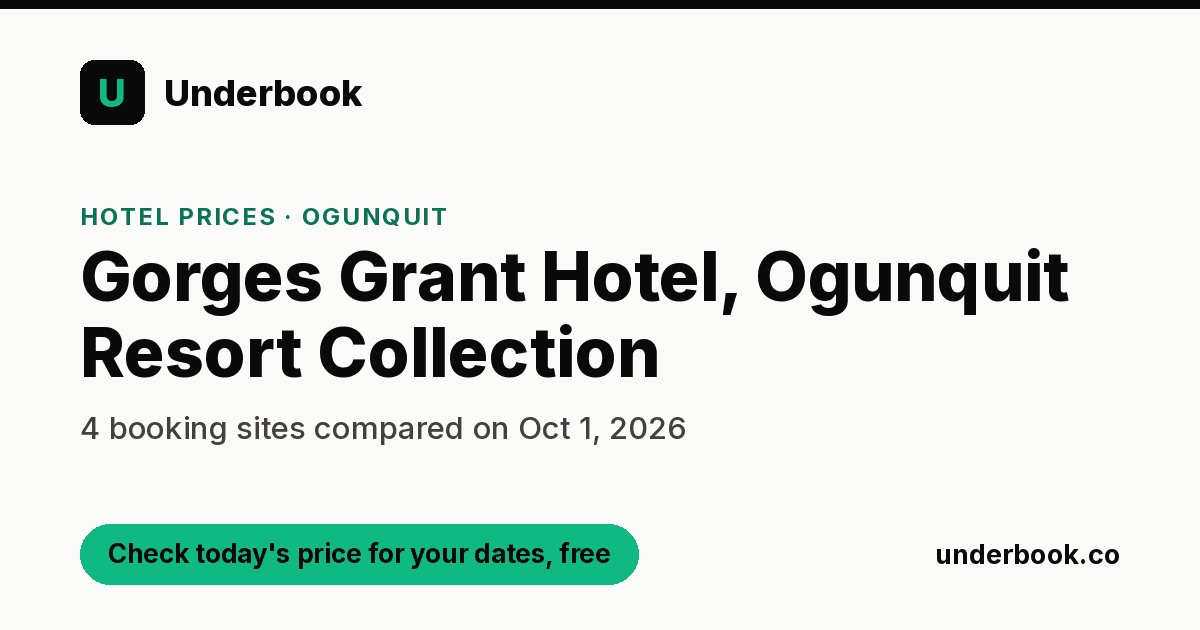 U Underbook
HOTEL PRICES · OGUNQUIT
Gorges Grant Hotel, Ogunquit
Resort Collection
4 booking sites compared on Oct 1, 2026
Check today's price for your dates, free
underbook.co